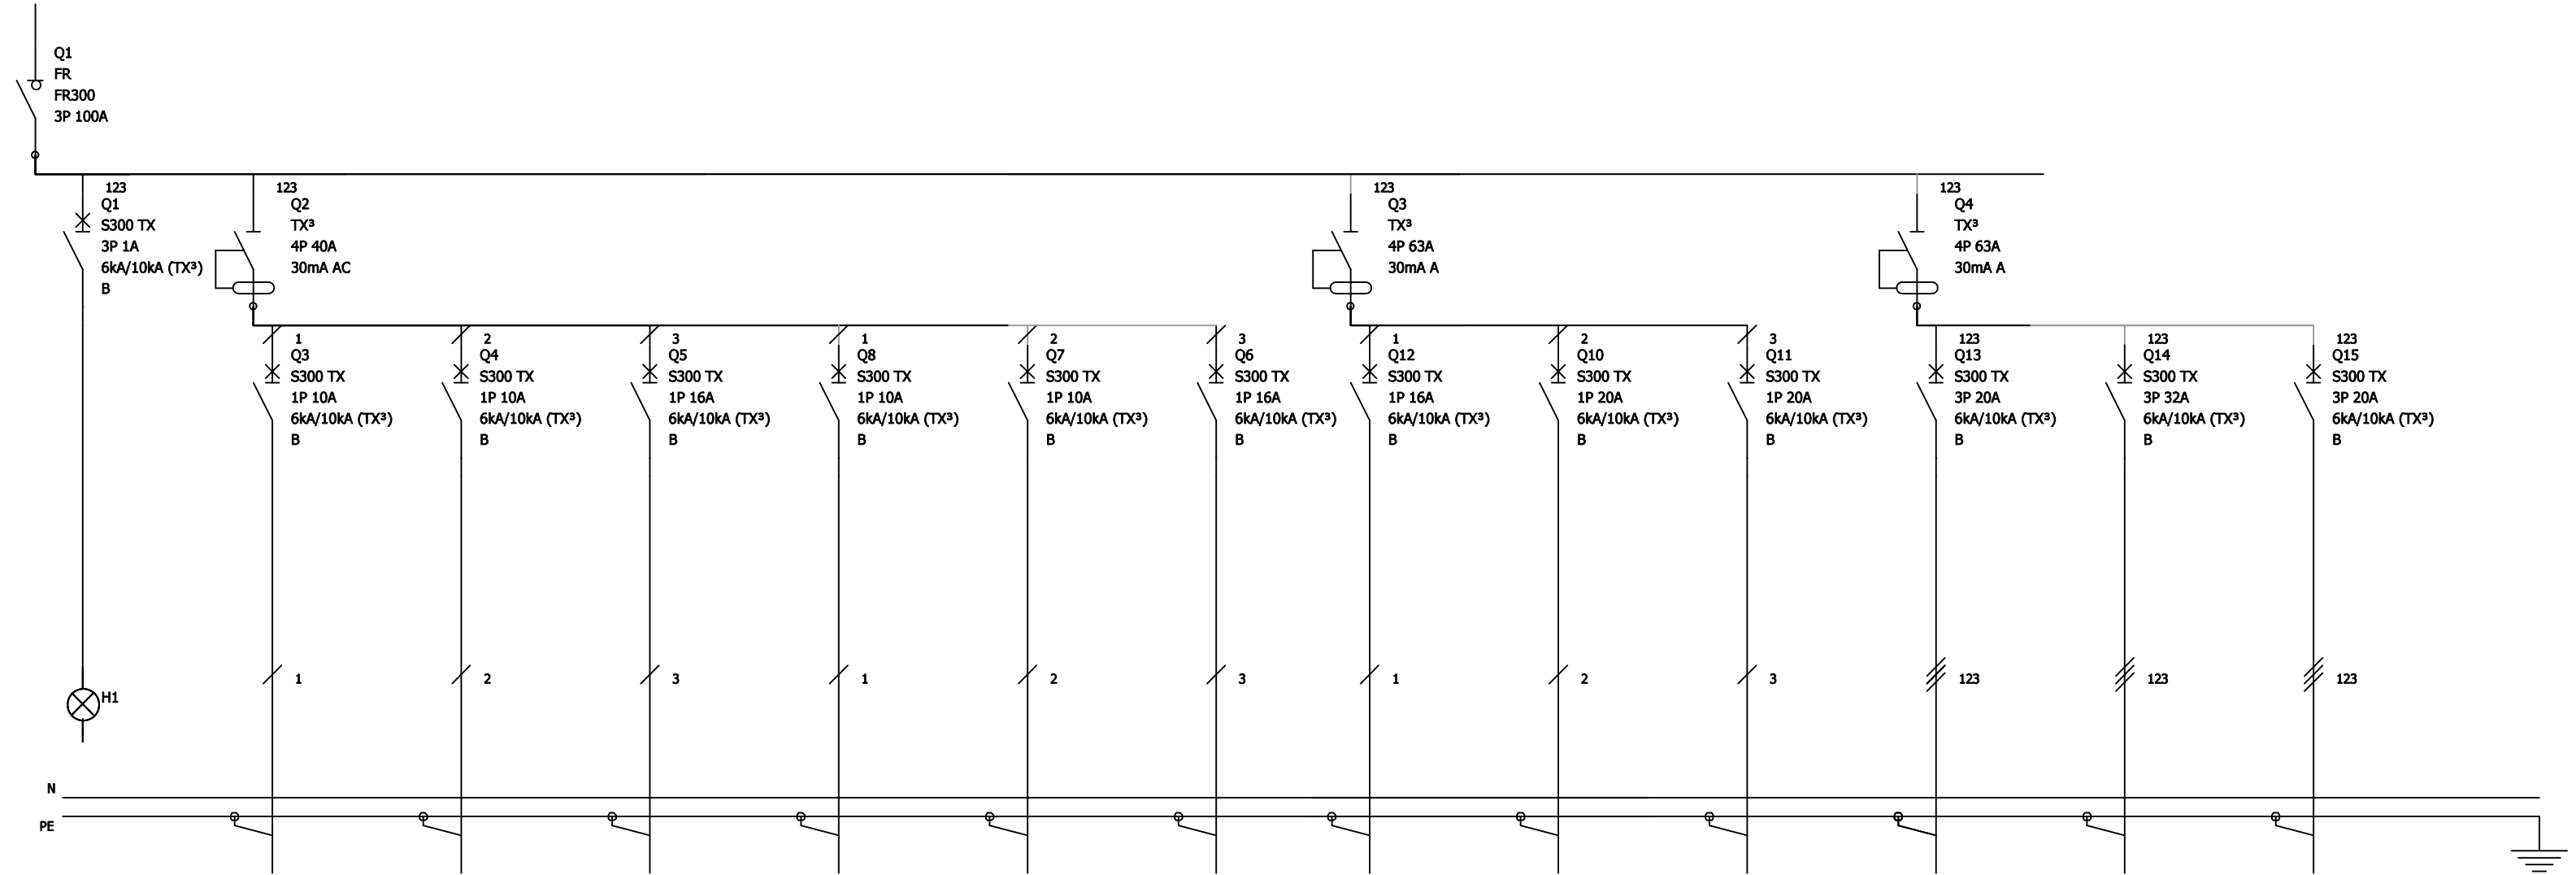 Q1
FR
FR300
3P 100A
123
Q1
S300 TX
3P 1A
6kA/10kA (TX³)
B
123
Q2
TX³
4P 40A
30mA AC
123
Q3
TX³
4P 63A
30mA A
123
Q4
TX³
4P 63A
30mA A
1
Q3
S300 TX
1P 10A
6kA/10kA (TX³)
B
2
Q4
S300 TX
1P 10A
6kA/10kA (TX³)
B
3
Q5
S300 TX
1P 16A
6kA/10kA (TX³)
B
1
Q8
S300 TX
1P 10A
6kA/10kA (TX³)
B
2
Q7
S300 TX
1P 10A
6kA/10kA (TX³)
B
3
Q6
S300 TX
1P 16A
6kA/10kA (TX³)
B
1
Q12
S300 TX
1P 16A
6kA/10kA (TX³)
B
2
Q10
S300 TX
1P 20A
6kA/10kA (TX³)
B
3
Q11
S300 TX
1P 20A
6kA/10kA (TX³)
B
123
Q13
S300 TX
3P 20A
6kA/10kA (TX³)
B
123
Q14
S300 TX
3P 32A
6kA/10kA (TX³)
B
123
Q15
S300 TX
3P 20A
6kA/10kA (TX³)
B
H1
1
2
3
1
2
3
1
2
3
123
123
123
N
PE